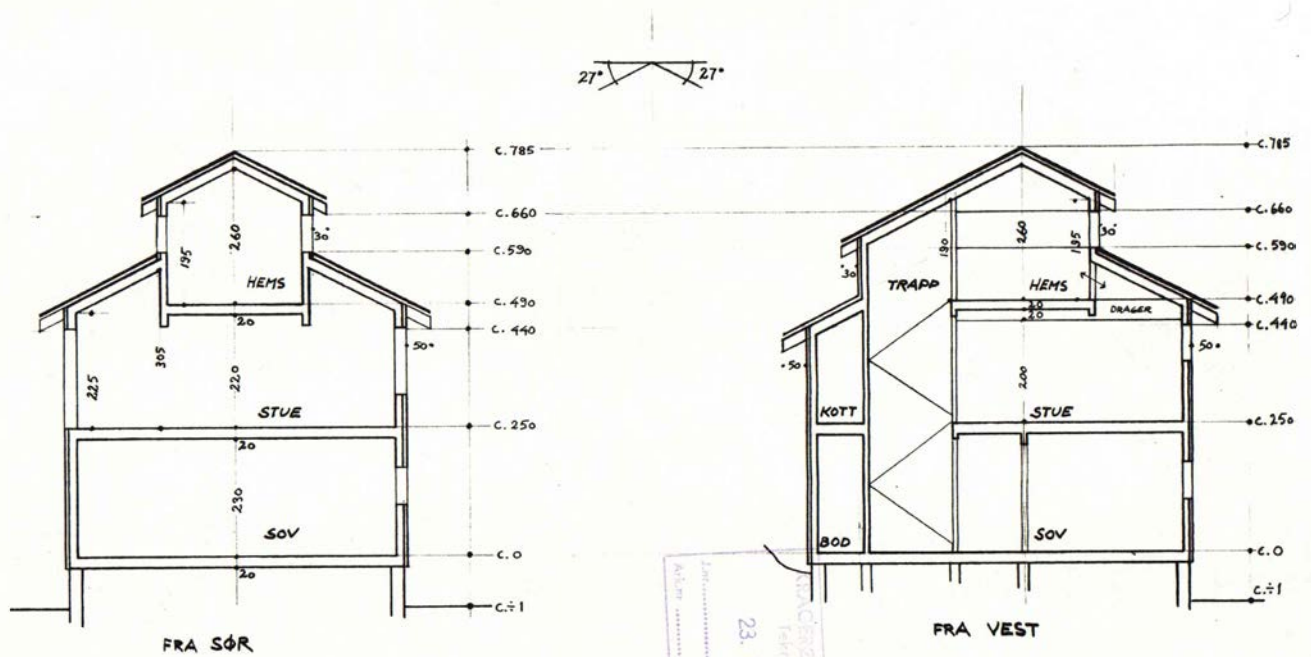 27° 27°
c.785
c.660
c.590
c.490
c.440
c.250
c.0
c.÷1
195
260
30
HEMS
20
305
225
220
50
STUE
20
230
SOV
20
FRA SØR
c.785
c.660
c.590
c.490
c.440
c.250
c.0
c.÷1
30
190
260
195
30
TRAPP
HEMS
20
20
DRAGER
50
50
200
KOTT
STUE
BOD
SOV
FRA VEST
23.